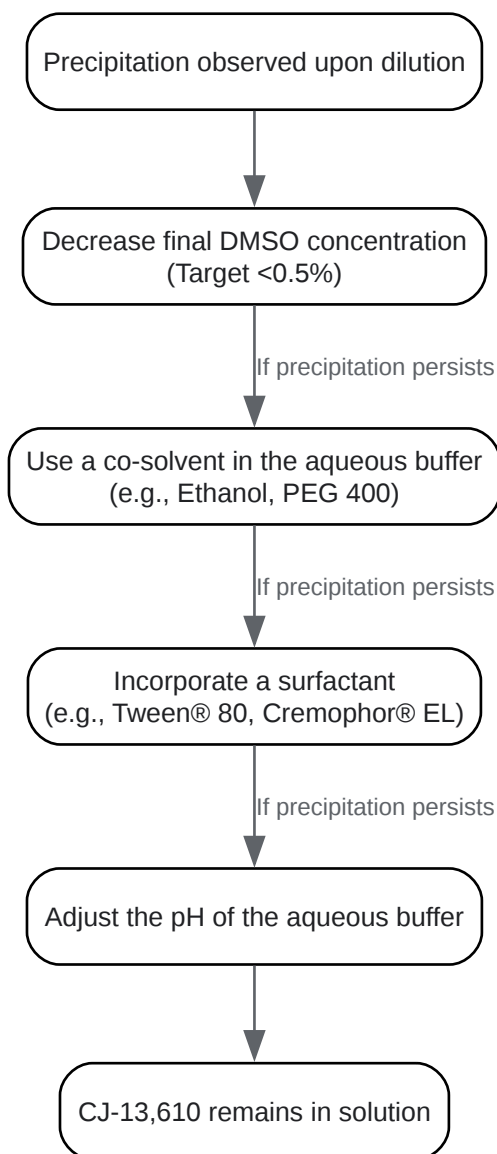 Precipitation observed upon dilution
Decrease final DMSO concentration
(Target <0.5%)
If precipitation persists
Use a co-solvent in the aqueous buffer
(e.g., Ethanol, PEG 400)
If precipitation persists
Incorporate a surfactant
(e.g., Tween® 80, Cremophor® EL)
If precipitation persists
Adjust the pH of the aqueous buffer
CJ-13,610 remains in solution